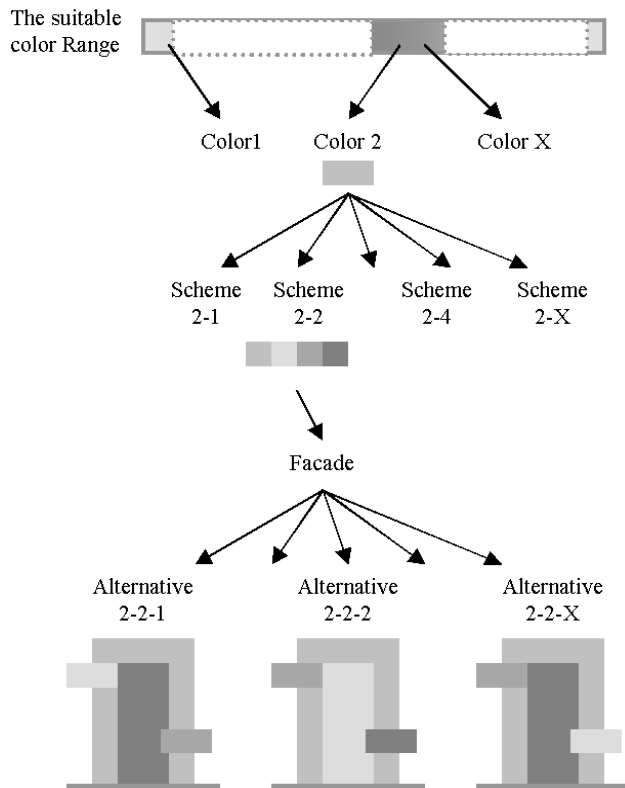 The suitable
color Range
Color1
Color 2
Color X
Scheme
2-1
Scheme
2-2
Scheme
2-4
Scheme
2-X
Facade
Alternative
2-2-1
Alternative
2-2-2
Alternative
2-2-X